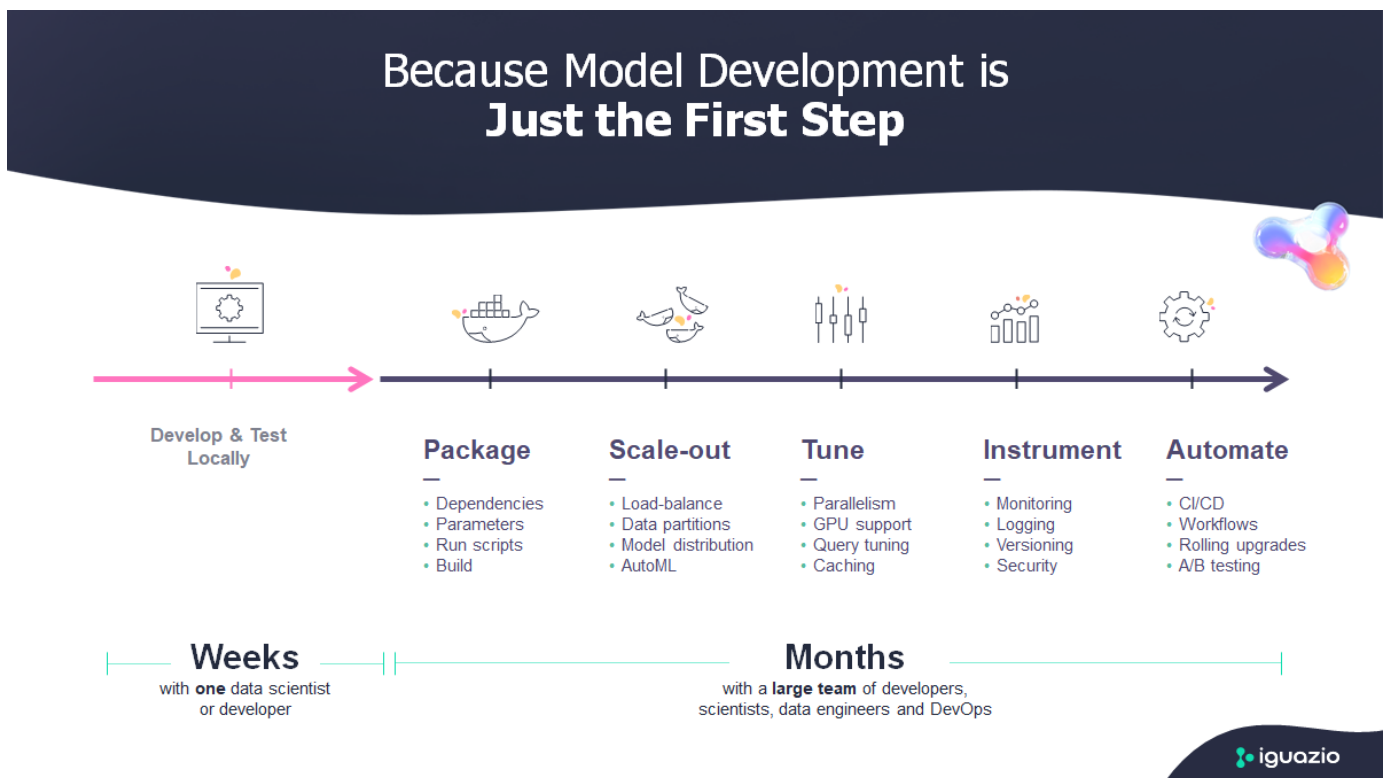 Because Model Development is
Just the First Step
Develop & Test
Locally
Package
• Dependencies
• Parameters
• Run scripts
• Build
Scale-out
• Load-balance
• Data partitions
• Model distribution
• AutoML
Tune
• Parallelism
• GPU support
• Query tuning
• Caching
Instrument
• Monitoring
• Logging
• Versioning
• Security
Automate
• CI/CD
• Workflows
• Rolling upgrades
• A/B testing
Weeks
with one data scientist
or developer
Months
with a large team of developers,
scientists, data engineers and DevOps
iguazio